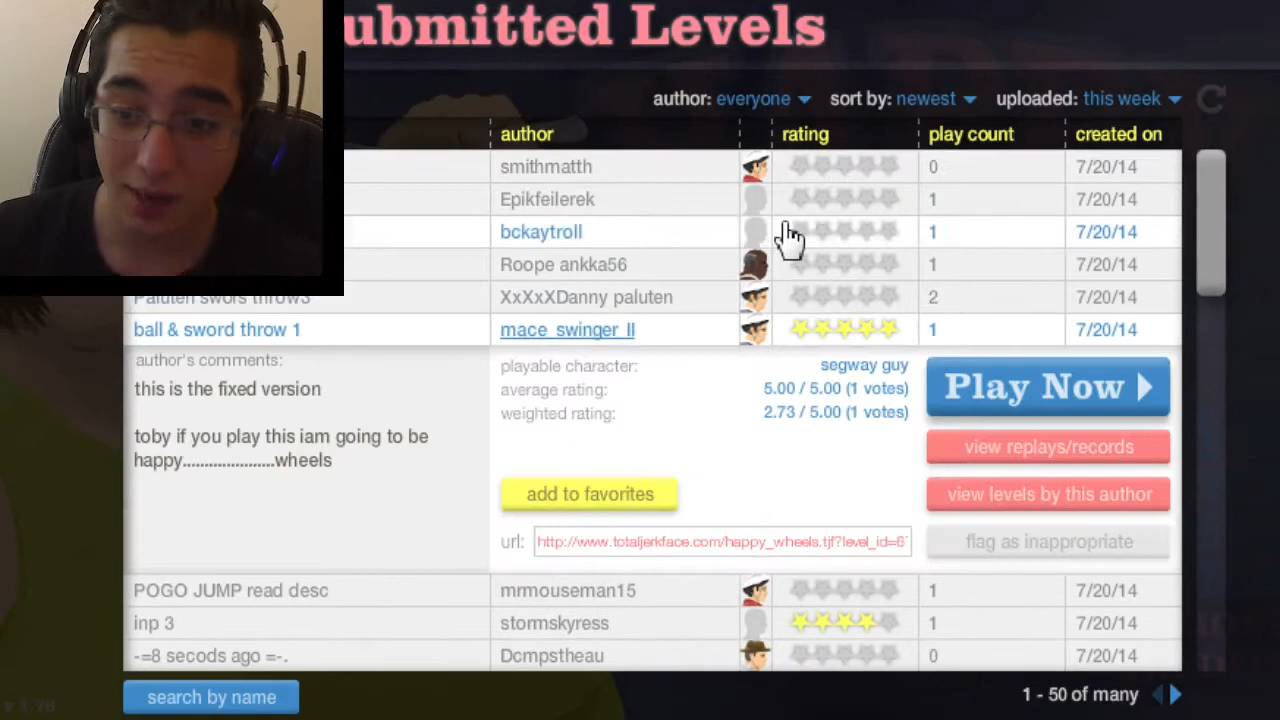 ubmitted Levels
author: everyone sort by: newest uploaded: this week
author rating play count created on
smithmatth 0 7/20/14
Epikfeilerek 1 7/20/14
bckaytroll 1 7/20/14
Roope ankka56 1 7/20/14
Paluten swors throw3 XxXxXDanny paluten 2 7/20/14
ball & sword throw 1 mace swinger II 1 7/20/14
author's comments: playable character: segway guy
this is the fixed version average rating: 5.00 / 5.00 (1 votes) Play Now
weighted rating: 2.73 / 5.00 (1 votes)
toby if you play this iam going to be view replays/records
happy.....................wheels
add to favorites view levels by this author
url: http://www.totaljerkface.com/happy_wheels.tjf?level_id=6 flag as inappropriate
POGO JUMP read desc mrmouseman15 1 7/20/14
inp 3 stormskyress 1 7/20/14
-=8 secods ago =-. Dcmpstheau 0 7/20/14
search by name 1 - 50 of many